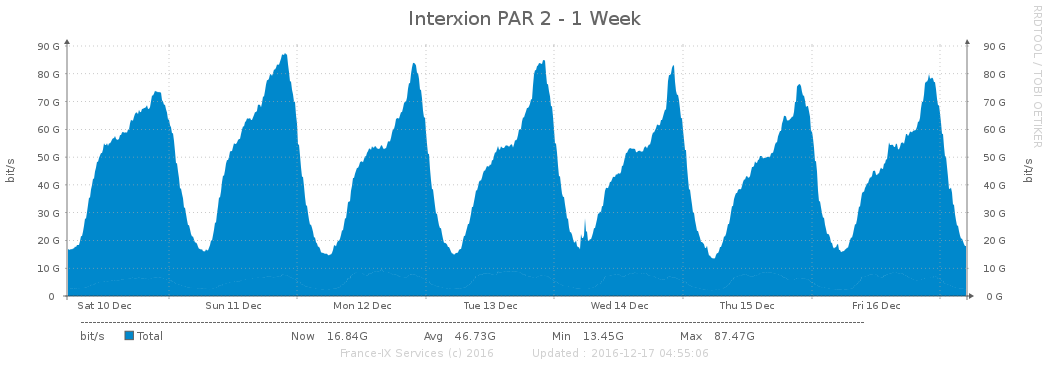 Interxion PAR 2 - 1 Week
RRDTOOL / TOBI OETIKER
90 G 90 G
80 G 80 G
70 G 70 G
60 G 60 G
50 G 50 G
40 G 40 G
30 G 30 G
20 G 20 G
10 G 10 G
0 0 G
bit/s bit/s
Sat 10 Dec Sun 11 Dec Mon 12 Dec Tue 13 Dec Wed 14 Dec Thu 15 Dec Fri 16 Dec
bit/s Total Now 16.84G Avg 46.73G Min 13.45G Max 87.47G
France-IX Services (c) 2016 Updated : 2016-12-17 04:55:06